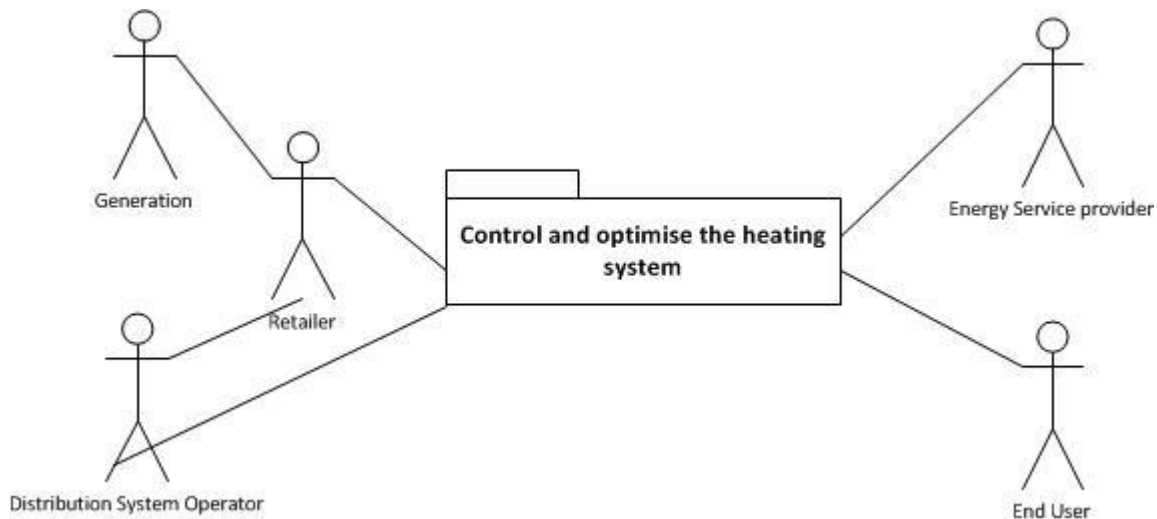 Generation
Retailer
Distribution System Operator
Control and optimise the heating
system
Energy Service provider
End User